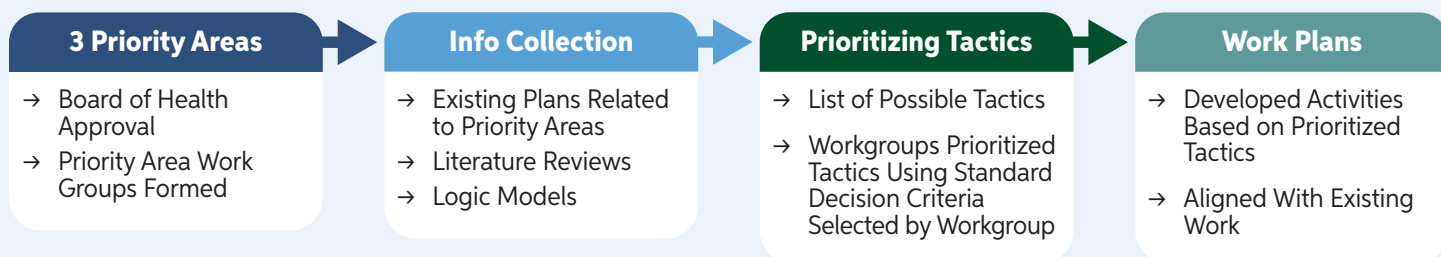 3 Priority Areas
→ Board of Health
Approval
→ Priority Area Work
Groups Formed
Info Collection
→ Existing Plans Related
to Priority Areas
→ Literature Reviews
→ Logic Models
Prioritizing Tactics
→ List of Possible Tactics
→ Workgroups Prioritized
Tactics Using Standard
Decision Criteria
Selected by Workgroup
Work Plans
→ Developed Activities
Based on Prioritized
Tactics
→ Aligned With Existing
Work